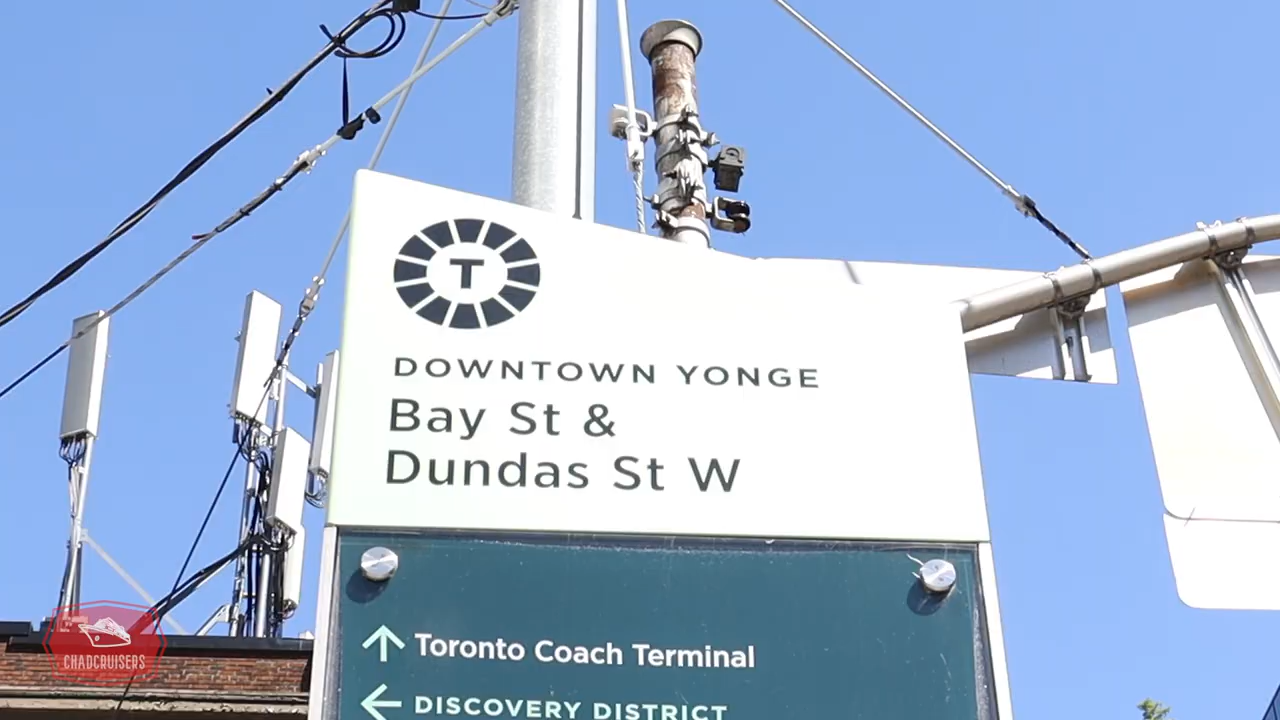 T
DOWNTOWN YONGE
Bay St &
Dundas St W
↑ Toronto Coach Terminal
← DISCOVERY DISTRICT
CHADCRUISERS